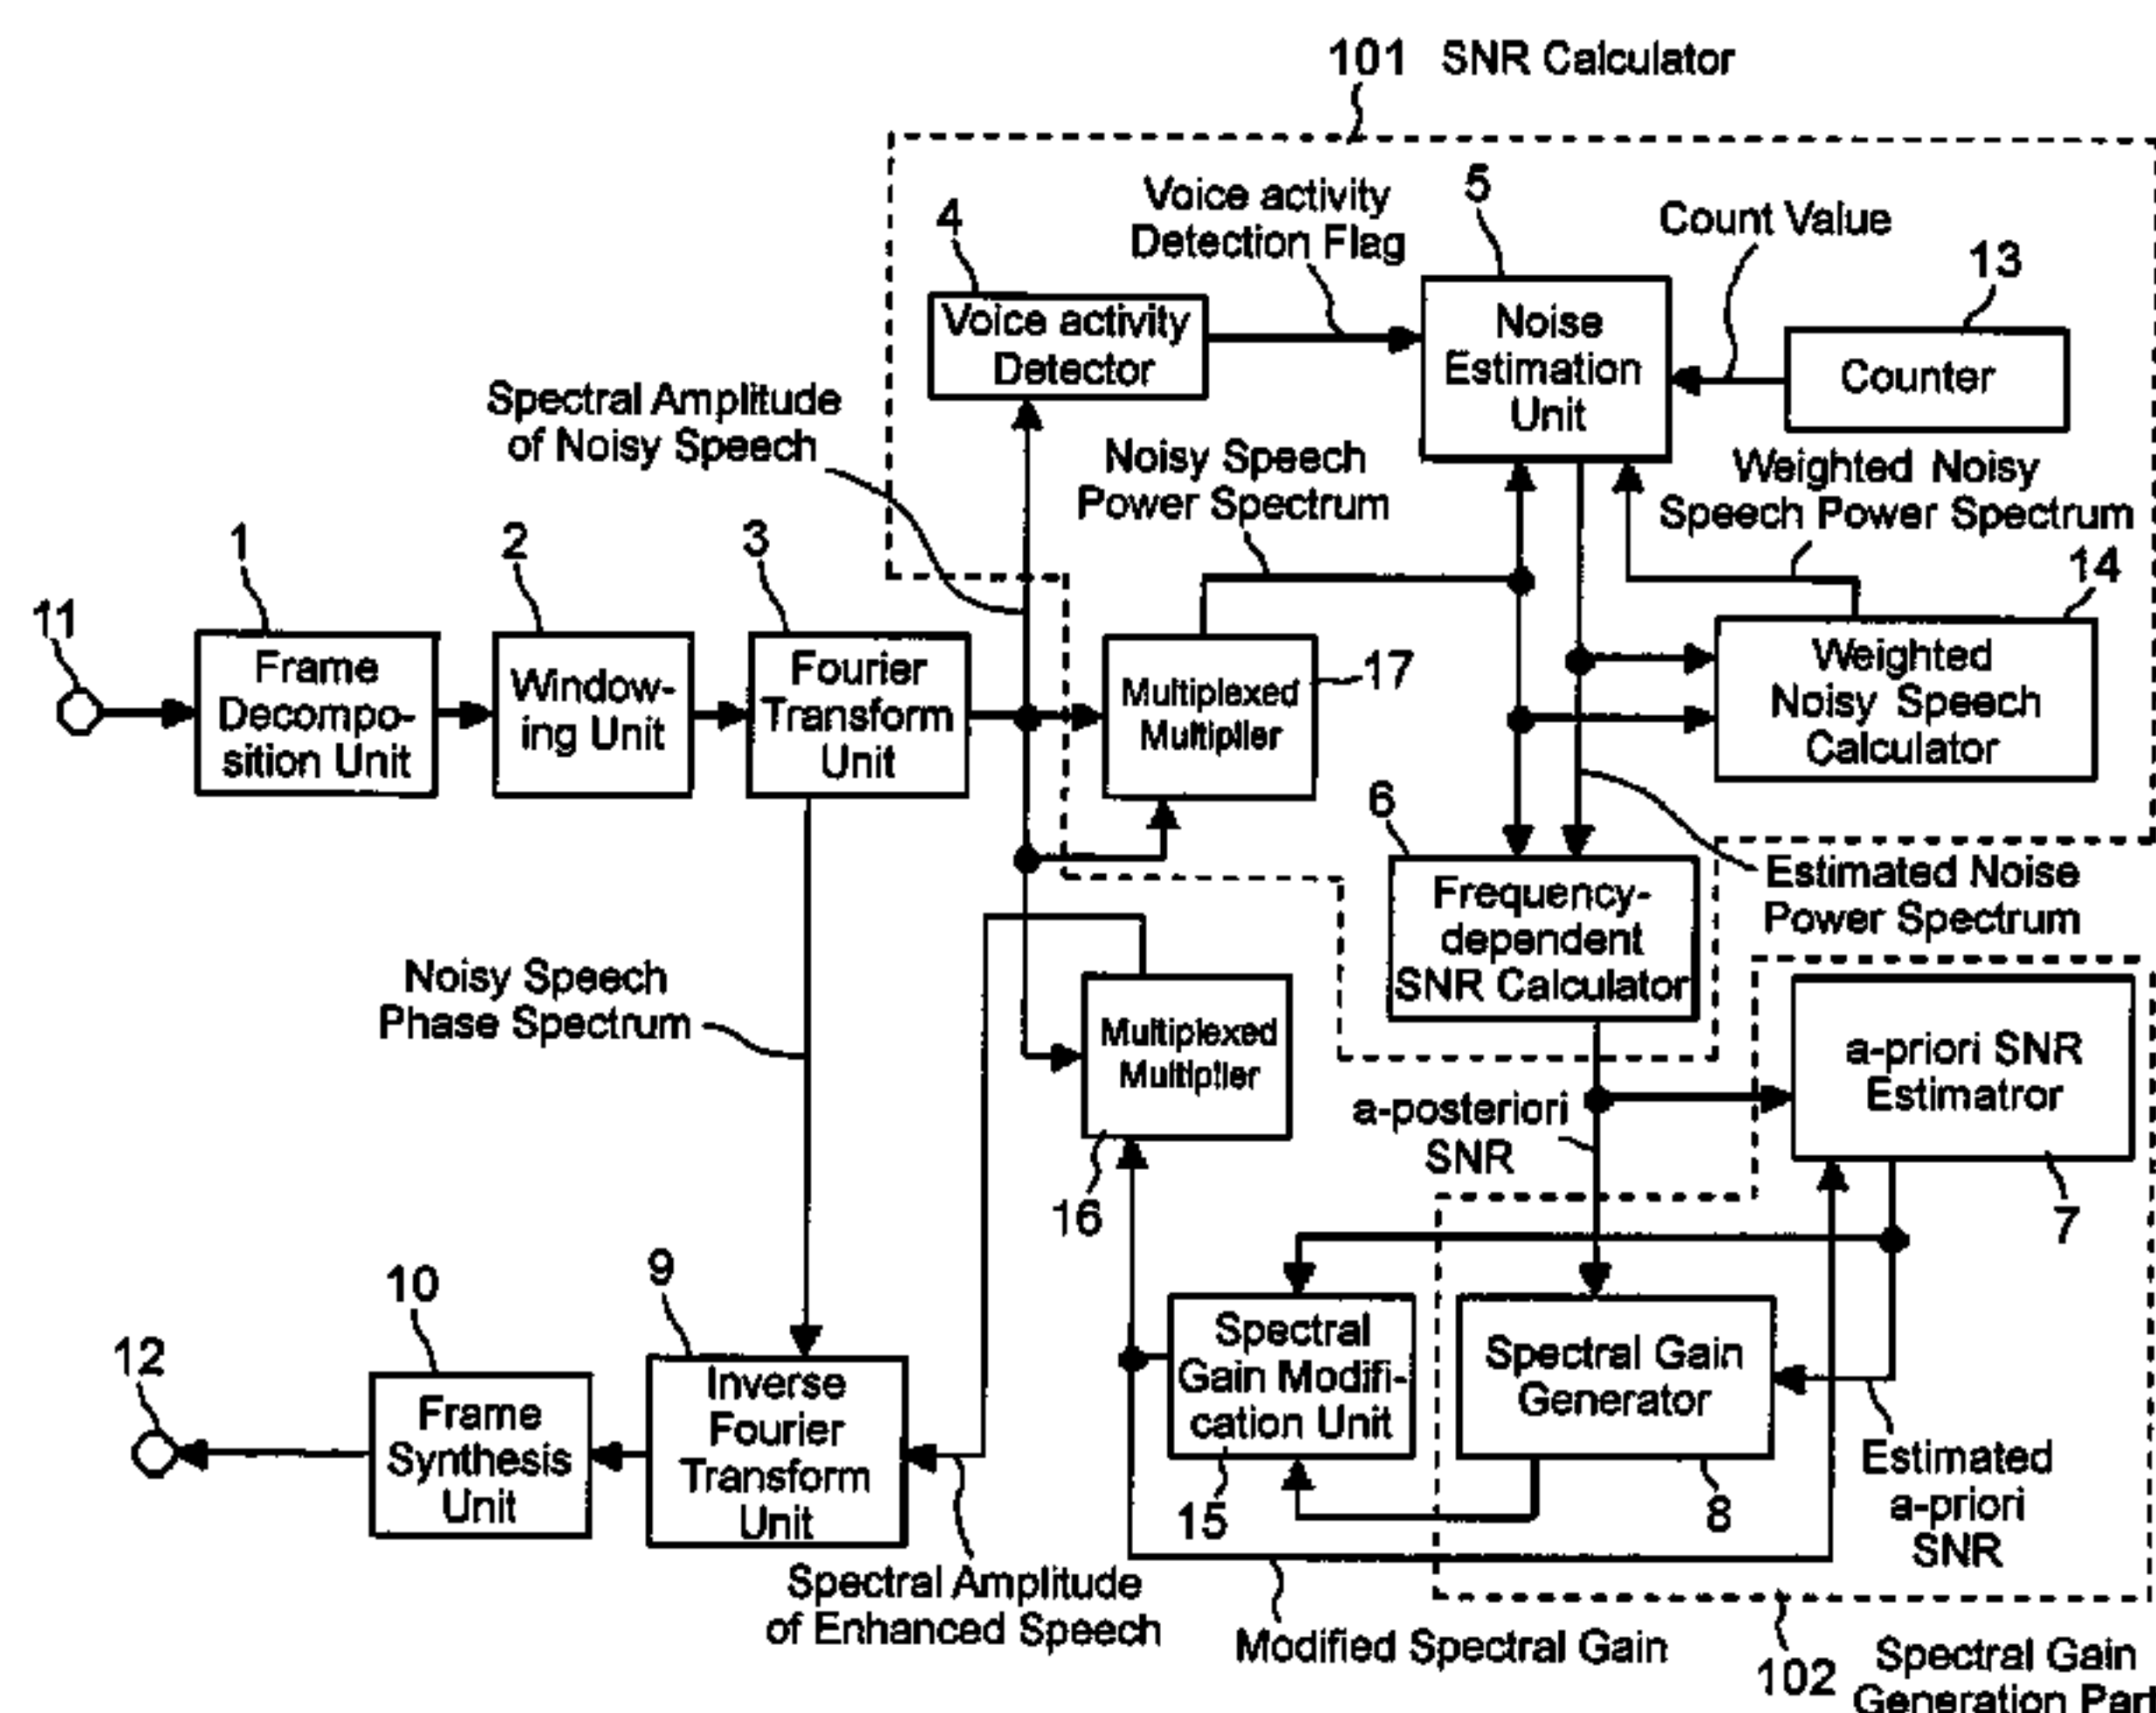 101 SNR Calculator
Voice activity
Detection Flag
5
Count Value
4
13
Voice activity
Detector
Noise
Estimation
Unit
Counter
Spectral Amplitude
of Noisy Speech
Noisy Speech
Power Spectrum
Weighted Noisy
Speech Power Spectrum
1
2
3
14
11
Frame
Decompo-
sition Unit
Window-
ing Unit
Fourier
Transform
Unit
Multiplexed
Multiplier
17
Weighted
Noisy Speech
Calculator
6
Frequency-
dependent
SNR Calculator
Estimated Noise
Power Spectrum
Noisy Speech
Phase Spectrum
Multiplexed
Multiplier
16
a-priori SNR
Estimatror
7
a-posteriori
SNR
12
10
Frame
Synthesis
Unit
9
Inverse
Fourier
Transform
Unit
Spectral
Gain Modifi-
cation Unit
15
Spectral Gain
Generator
8
Estimated
a-priori
SNR
Spectral Amplitude
of Enhanced Speech
Modified Spectral Gain
102 Spectral Gain
Generation Part